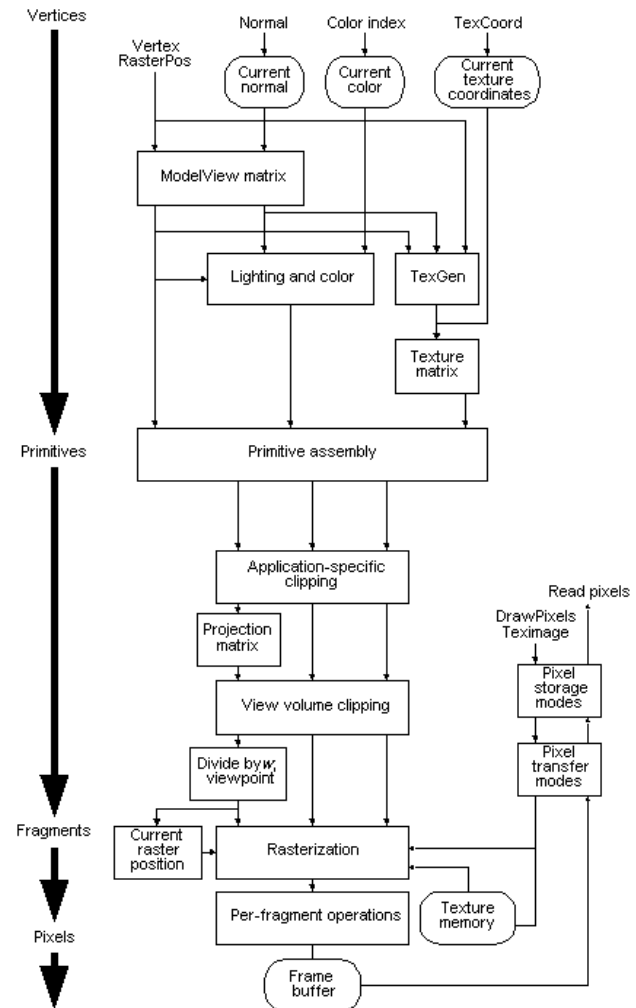 Vertices
Normal
Color index
TexCoord
Vertex
RasterPos
Current
normal
Current
color
Current
texture
coordinates
ModelView matrix
Lighting and color
TexGen
Texture
matrix
Primitives
Primitive assembly
Application-specific
clipping
Read pixels
DrawPixels
Teximage
Projection
matrix
Pixel
storage
modes
View volume clipping
Pixel
transfer
modes
Divide by w,
viewpoint
Fragments
Current
raster
position
Rasterization
Per-fragment operations
Texture
memory
Pixels
Frame
buffer